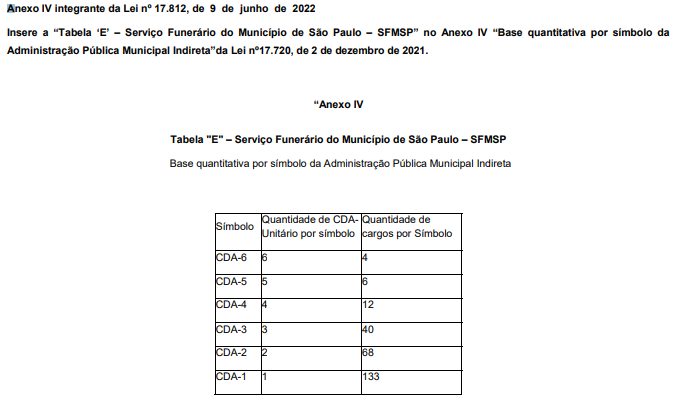 Anexo IV integrante da Lei nº 17.812, de 9 de junho de 2022
Insere a “Tabela ‘E’ – Serviço Funerário do Município de São Paulo – SFMSP” no Anexo IV “Base quantitativa por símbolo da
Administração Pública Municipal Indireta”da Lei nº17.720, de 2 de dezembro de 2021.
“Anexo IV
Tabela "E" – Serviço Funerário do Município de São Paulo – SFMSP
Base quantitativa por símbolo da Administração Pública Municipal Indireta
Símbolo Quantidade de CDA-Unitário por símbolo Quantidade de cargos por Símbolo
CDA-6 6 4
CDA-5 5 6
CDA-4 4 12
CDA-3 3 40
CDA-2 2 68
CDA-1 1 133